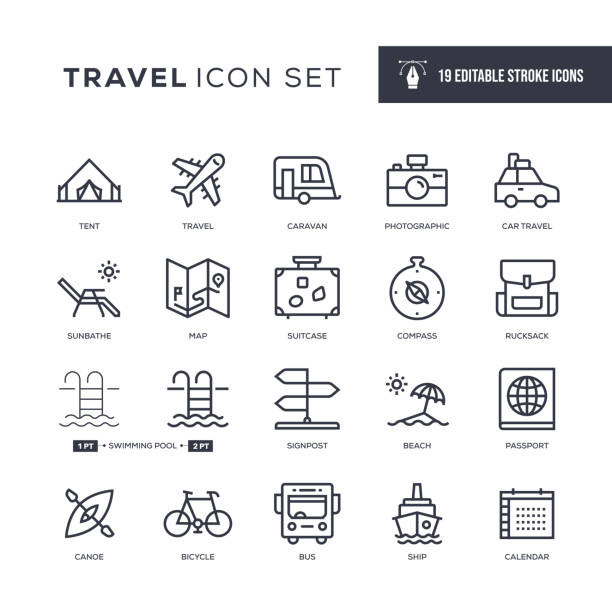 TRAVEL ICON SET
19 EDITABLE STROKE ICONS
TENT TRAVEL CARAVAN PHOTOGRAPHIC CAR TRAVEL
SUNBATHE MAP SUITCASE COMPASS RUCKSACK
1 PT SWIMMING POOL 2 PT SIGNPOST BEACH PASSPORT
CANOE BICYCLE BUS SHIP CALENDAR